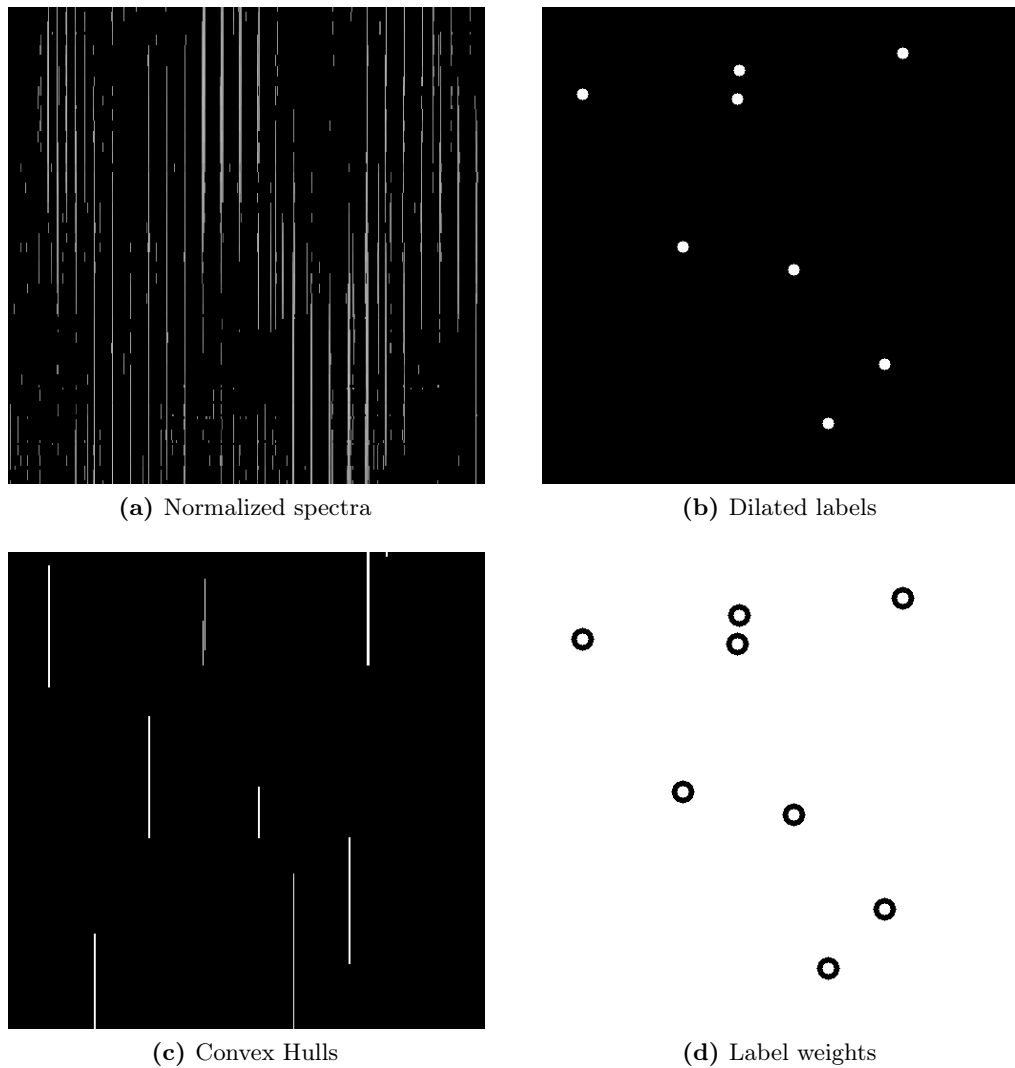 (a) Normalized spectra
(b) Dilated labels
(c) Convex Hulls
(d) Label weights